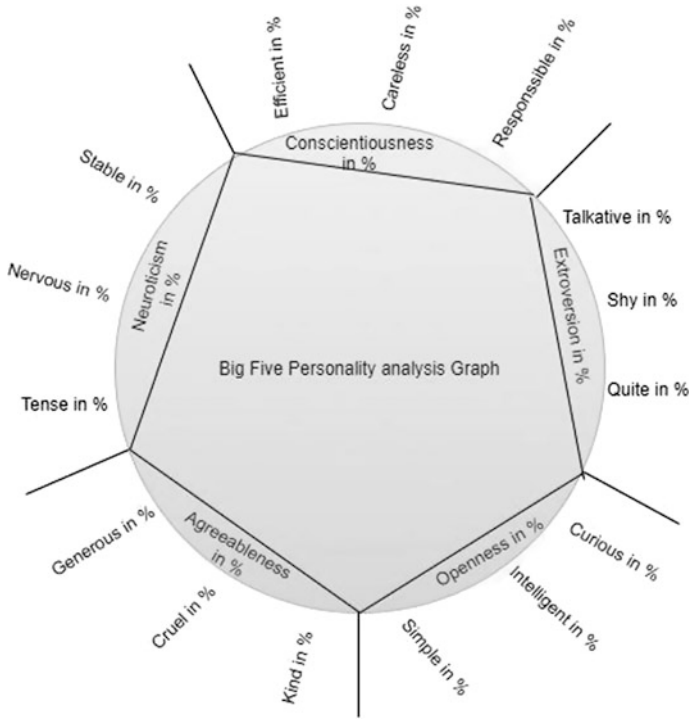 Efficient in %
Careless in %
Responssible in %
Conscientiousness
in %
Stable in %
Nervous in %
Tense in %
Neuroticism
in %
Talkative in %
Shy in %
Quite in %
Extroversion in %
Big Five Personality analysis Graph
Generous in %
Cruel in %
Kind in %
Agreeableness
in %
Openness in %
Curious in %
Intelligent in %
Simple in %